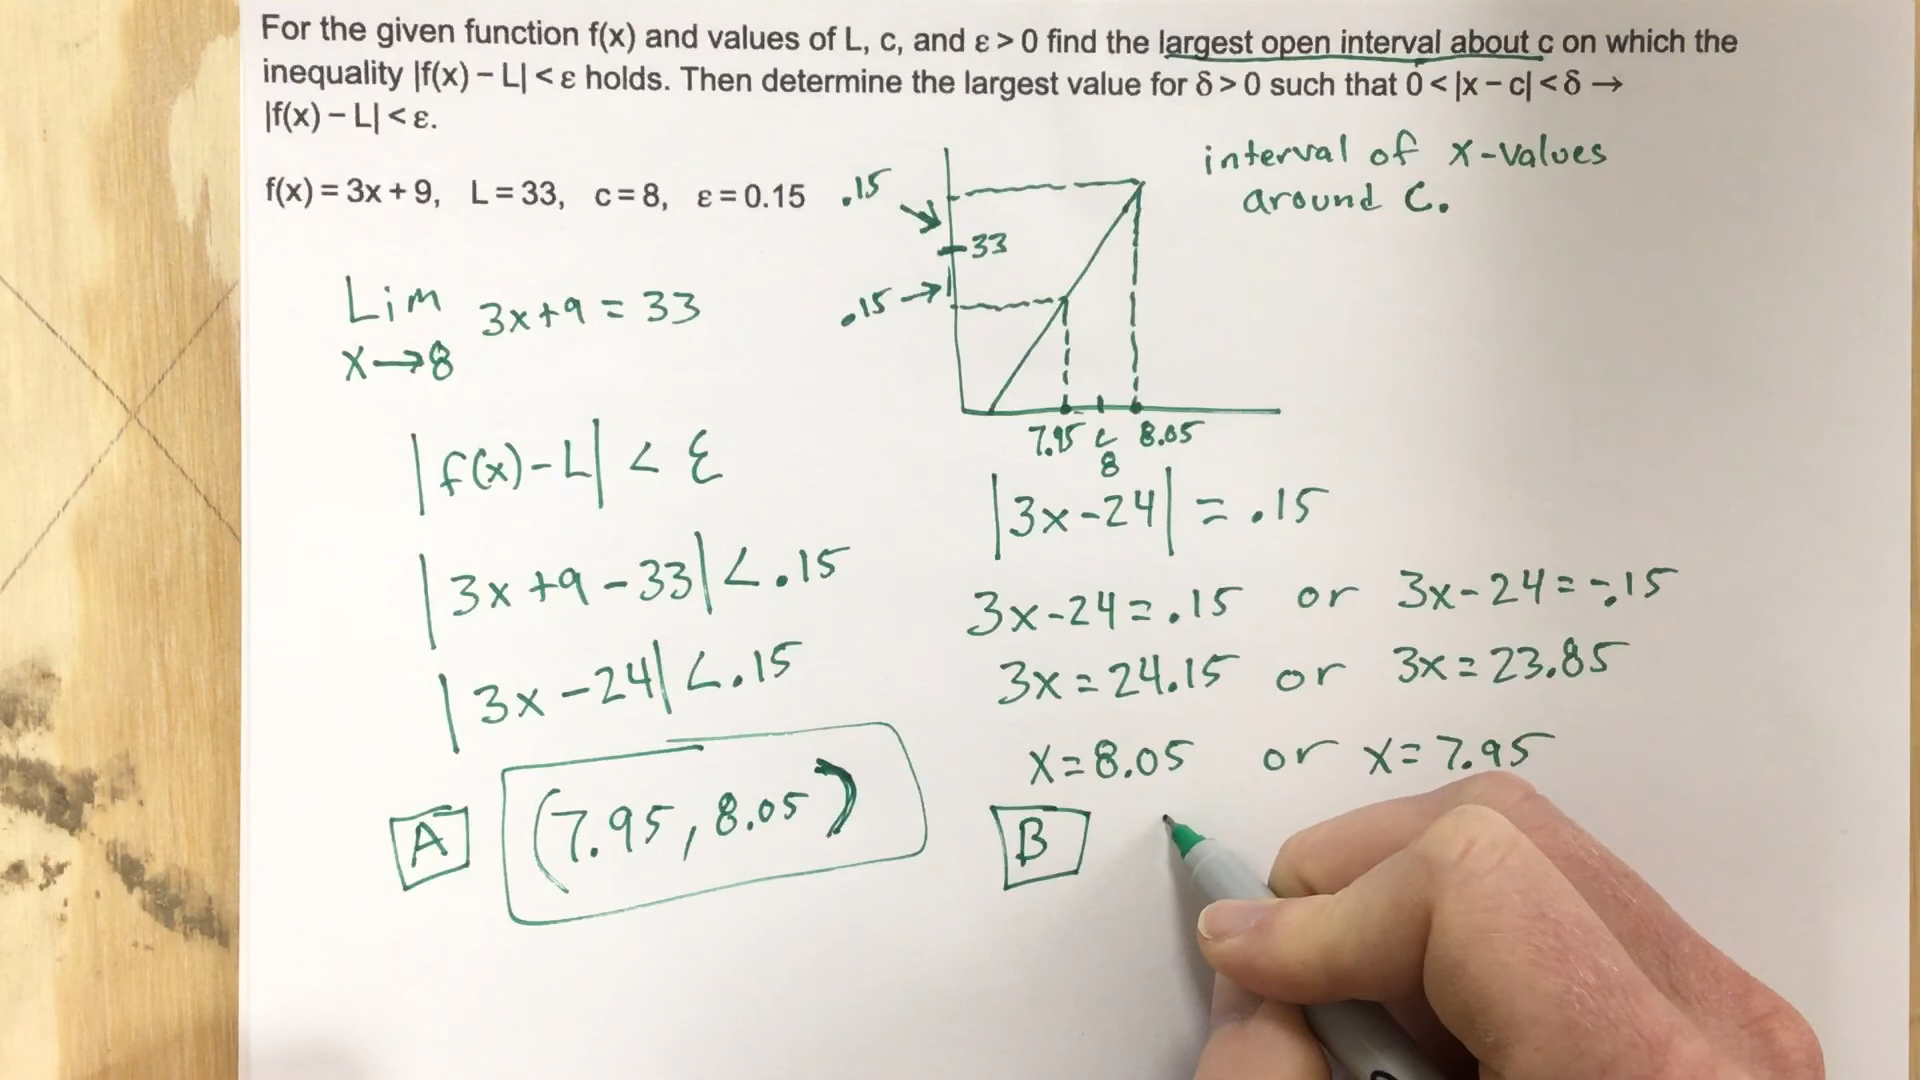 For the given function f(x) and values of L, c, and ε > 0 find the largest open interval about c on which the
inequality |f(x) – L| < ε holds. Then determine the largest value for δ > 0 such that 0 < |x – c| < δ →
|f(x) – L| < ε.
f(x) = 3x + 9, L = 33, c = 8, ε = 0.15
interval of x-values
around C.
.15
33
.15
7.95 c 8.05
8
Lim 3x+9 = 33
x→8
|f(x)-L| < ε
|3x+9-33| < .15
|3x-24| < .15
A (7.95, 8.05)
|3x-24| = .15
3x-24 = .15 or 3x-24 = -.15
3x = 24.15 or 3x = 23.85
x = 8.05 or x = 7.95
B